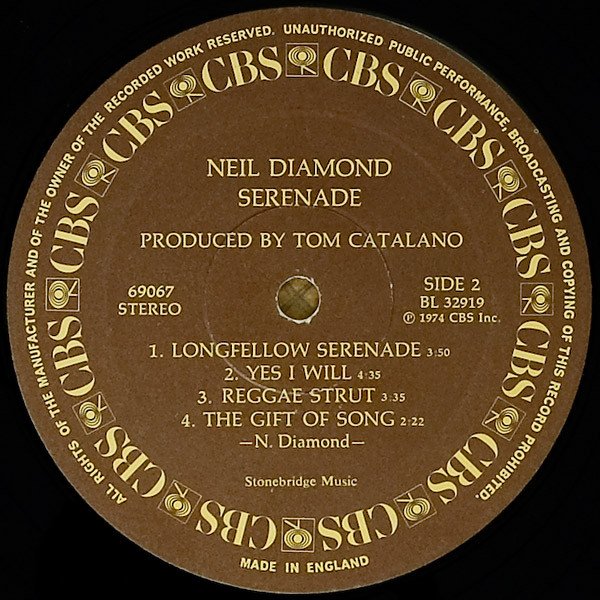 ALL RIGHTS OF THE MANUFACTURER AND OF THE OWNER OF THE RECORDED WORK RESERVED. UNAUTHORIZED PUBLIC PERFORMANCE, BROADCASTING AND COPYING OF THIS RECORD PROHIBITED.
CBS CBS CBS CBS CBS CBS CBS CBS CBS CBS CBS CBS CBS
NEIL DIAMOND
SERENADE
PRODUCED BY TOM CATALANO
69067
STEREO
SIDE 2
BL 32919
℗ 1974 CBS Inc.
1. LONGFELLOW SERENADE 3:50
2. YES I WILL 4:35
3. REGGAE STRUT 3:35
4. THE GIFT OF SONG 2:22
—N. Diamond—
Stonebridge Music
MADE IN ENGLAND